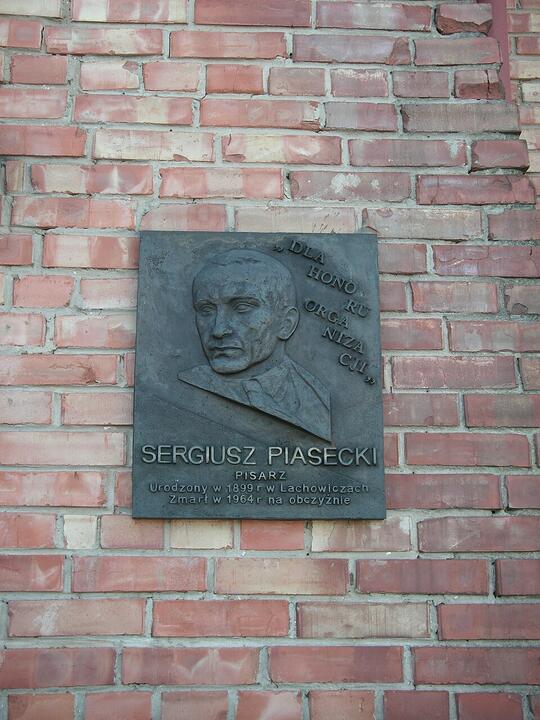 „DLA
HONO
RU
ORGA
NIZA
CJI”
SERGIUSZ PIASECKI
PISARZ
Urodzony w 1899 r w Lachowiczach
Zmarł w 1964 r na obczyźnie